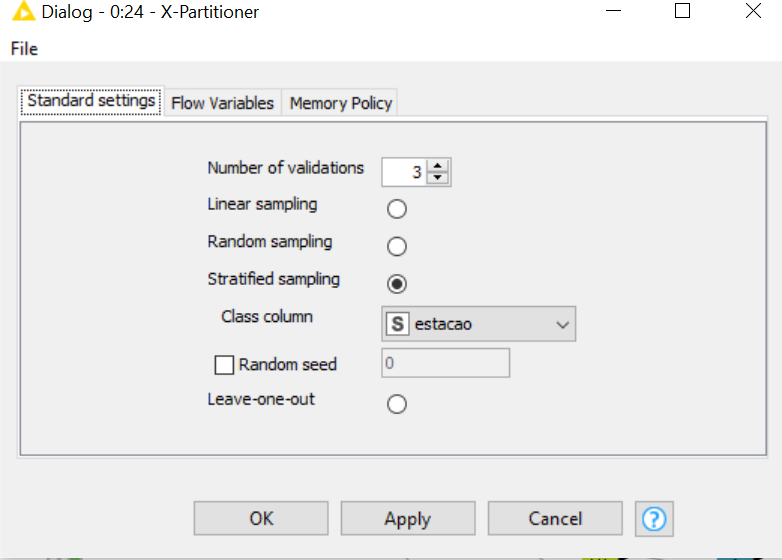 Dialog - 0:24 - X-Partitioner
File
Standard settings Flow Variables Memory Policy
Number of validations 3
Linear sampling
Random sampling
Stratified sampling
Class column S estacao
Random seed 0
Leave-one-out
OK Apply Cancel ?